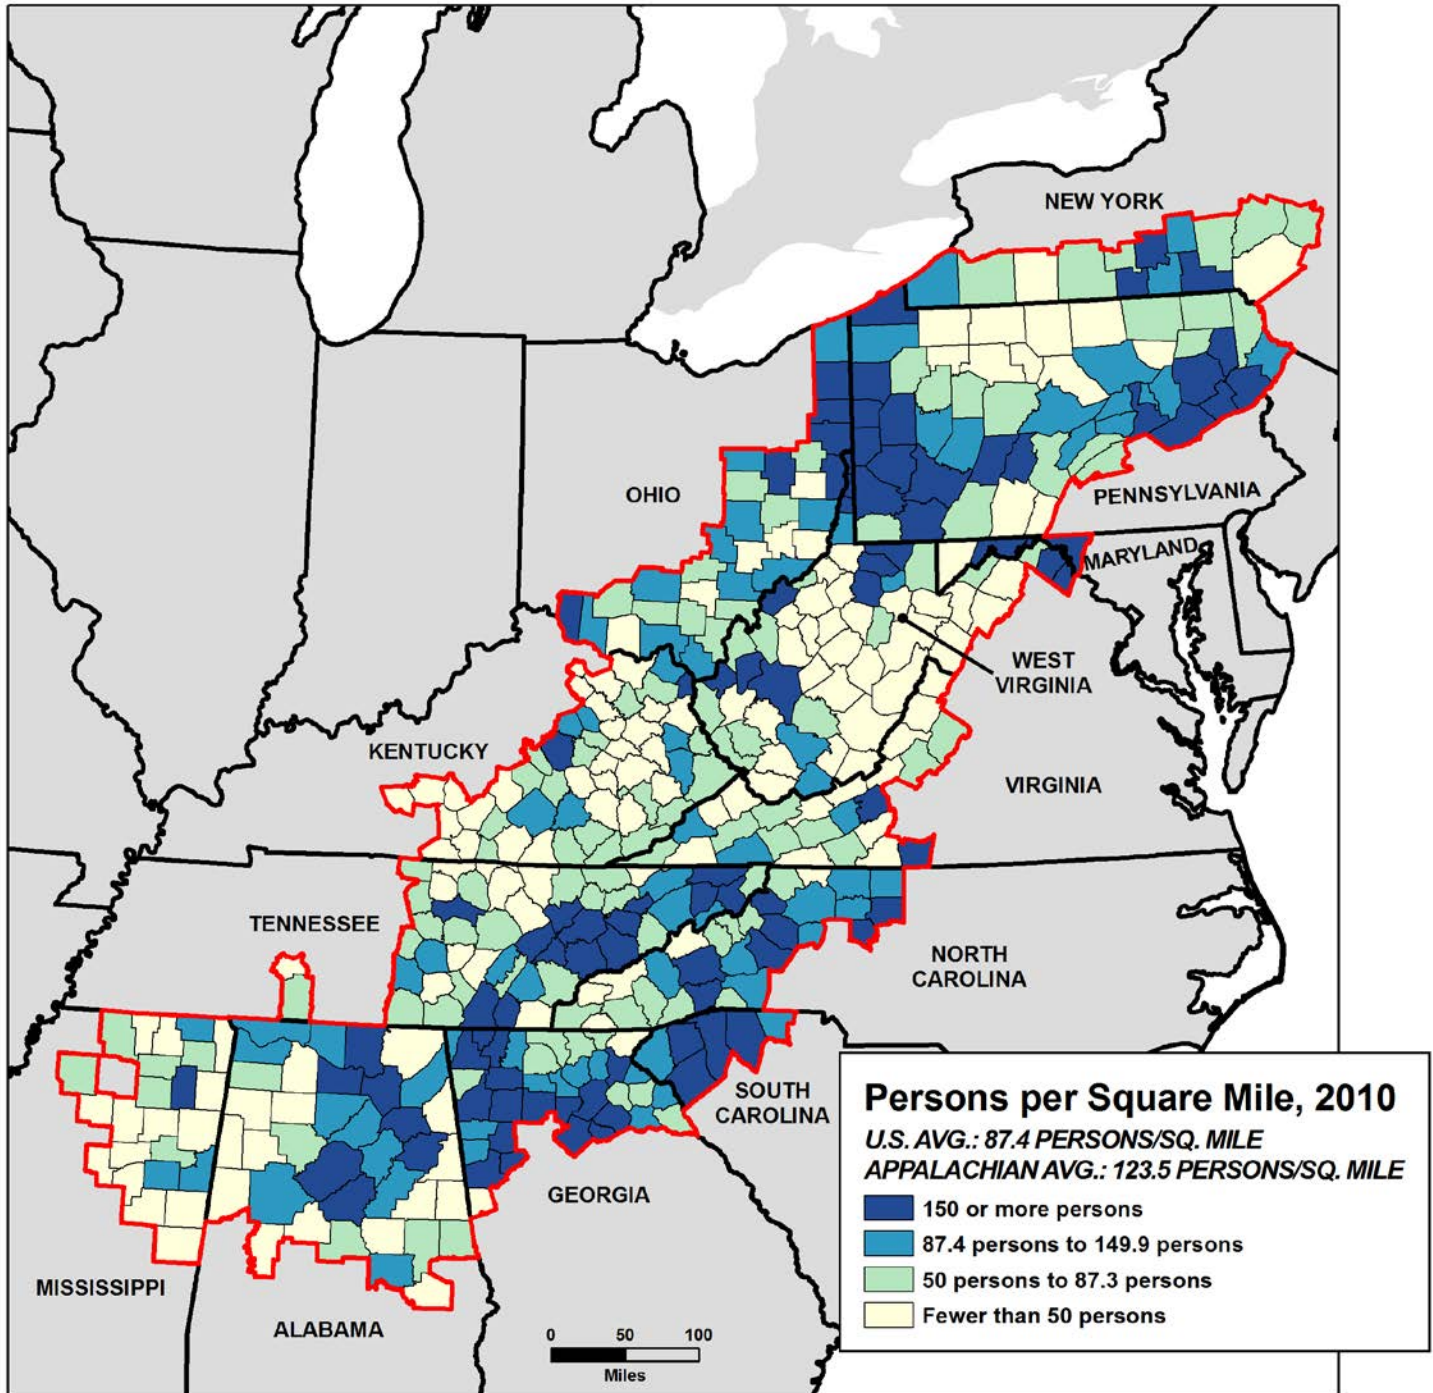 NEW YORK
OHIO
PENNSYLVANIA
MARYLAND
WEST
VIRGINIA
KENTUCKY
VIRGINIA
TENNESSEE
NORTH
CAROLINA
SOUTH
CAROLINA
GEORGIA
MISSISSIPPI
ALABAMA
0 50 100
Miles
Persons per Square Mile, 2010
U.S. AVG.: 87.4 PERSONS/SQ. MILE
APPALACHIAN AVG.: 123.5 PERSONS/SQ. MILE
150 or more persons
87.4 persons to 149.9 persons
50 persons to 87.3 persons
Fewer than 50 persons